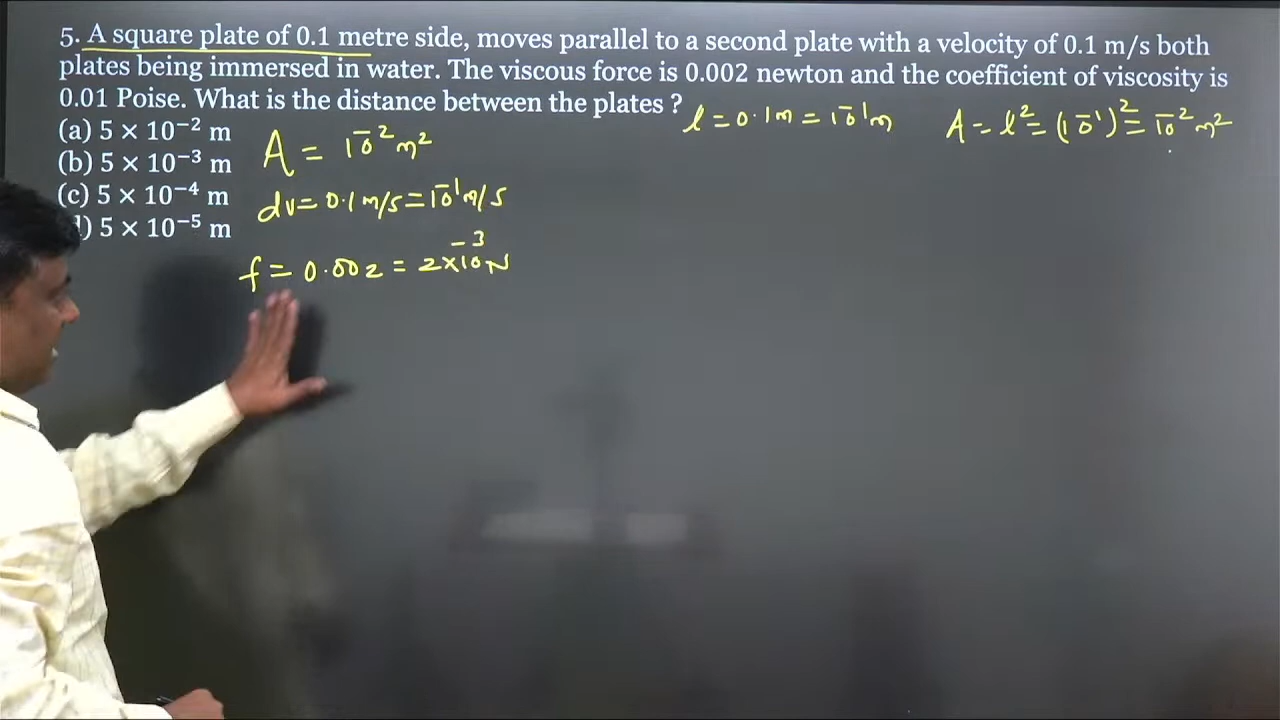 5. A square plate of 0.1 metre side, moves parallel to a second plate with a velocity of 0.1 m/s both
plates being immersed in water. The viscous force is 0.002 newton and the coefficient of viscosity is
0.01 Poise. What is the distance between the plates ?
l = 0.1m = 10⁻¹m
A = l² = (10⁻¹)² = 10⁻² m²
(a) 5 × 10⁻² m
(b) 5 × 10⁻³ m
(c) 5 × 10⁻⁴ m
) 5 × 10⁻⁵ m
A = 10⁻² m²
dv = 0.1 m/s = 10⁻¹ m/s
f = 0.002 = 2×10⁻³ N